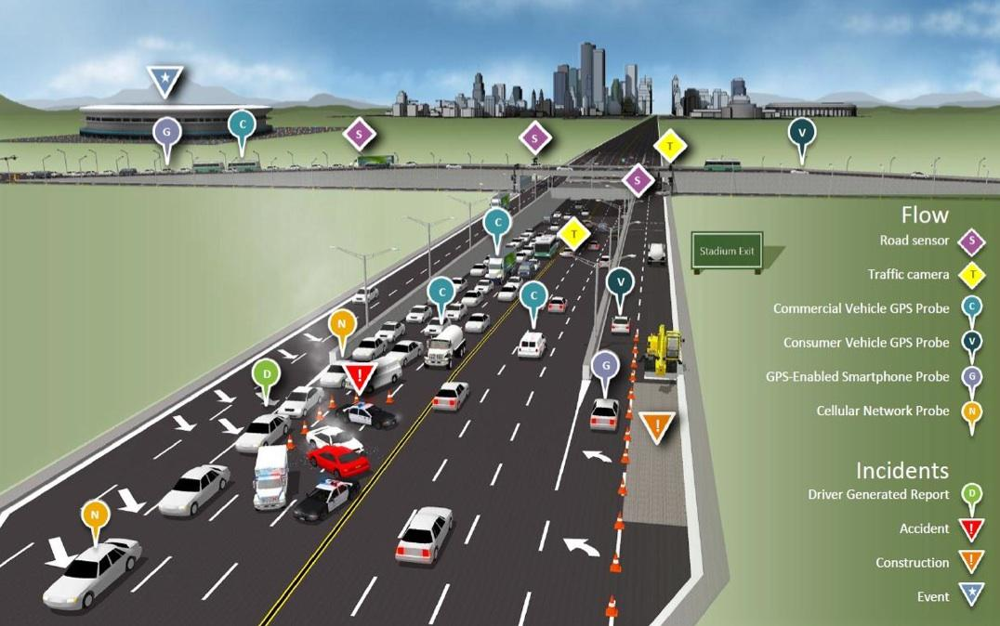 G
C
S
S
T
V
S
C
T
Stadium Exit
C
C
V
N
D
!
G
!
N
Flow
Road sensor S
Traffic camera T
Commercial Vehicle GPS Probe C
Consumer Vehicle GPS Probe V
GPS-Enabled Smartphone Probe G
Cellular Network Probe N
Incidents
Driver Generated Report D
Accident !
Construction !
Event